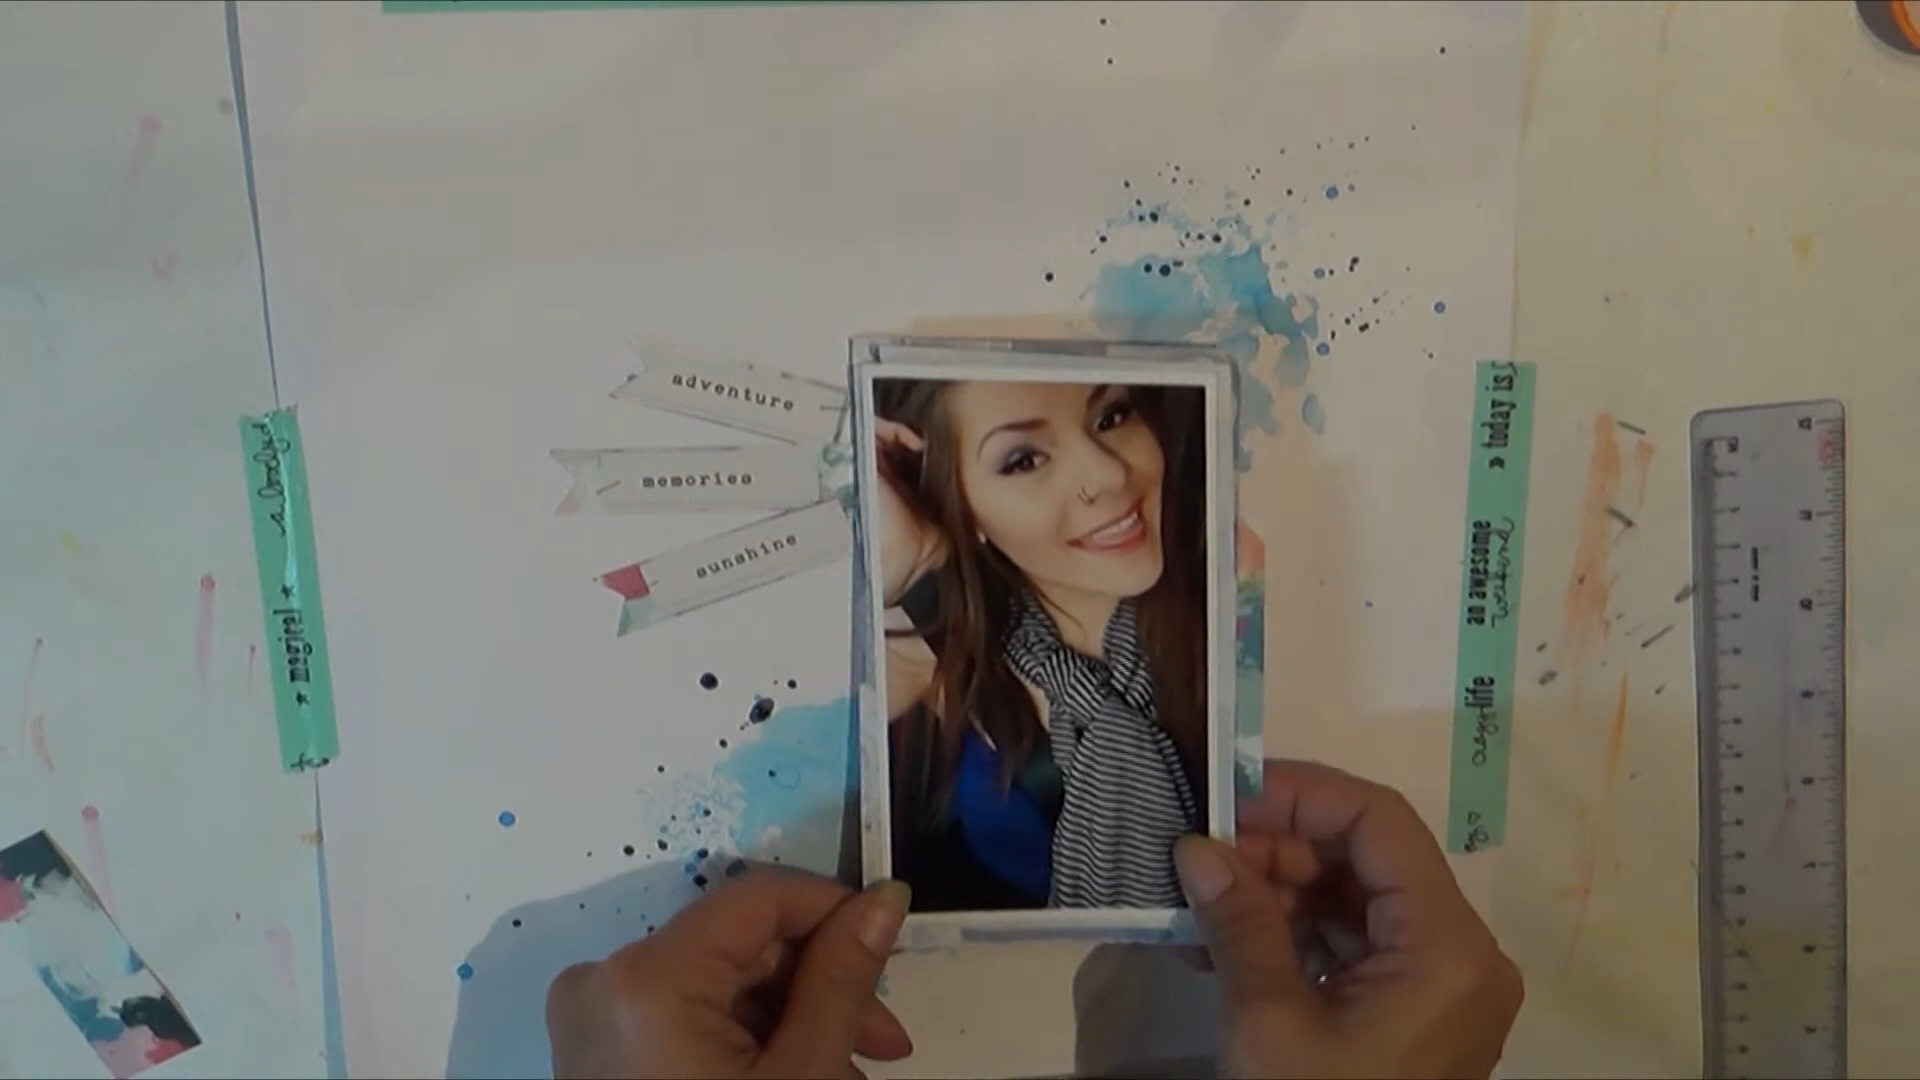 adventure
memories
sunshine
★ magical ★
life
an awesome
weekend
» today is